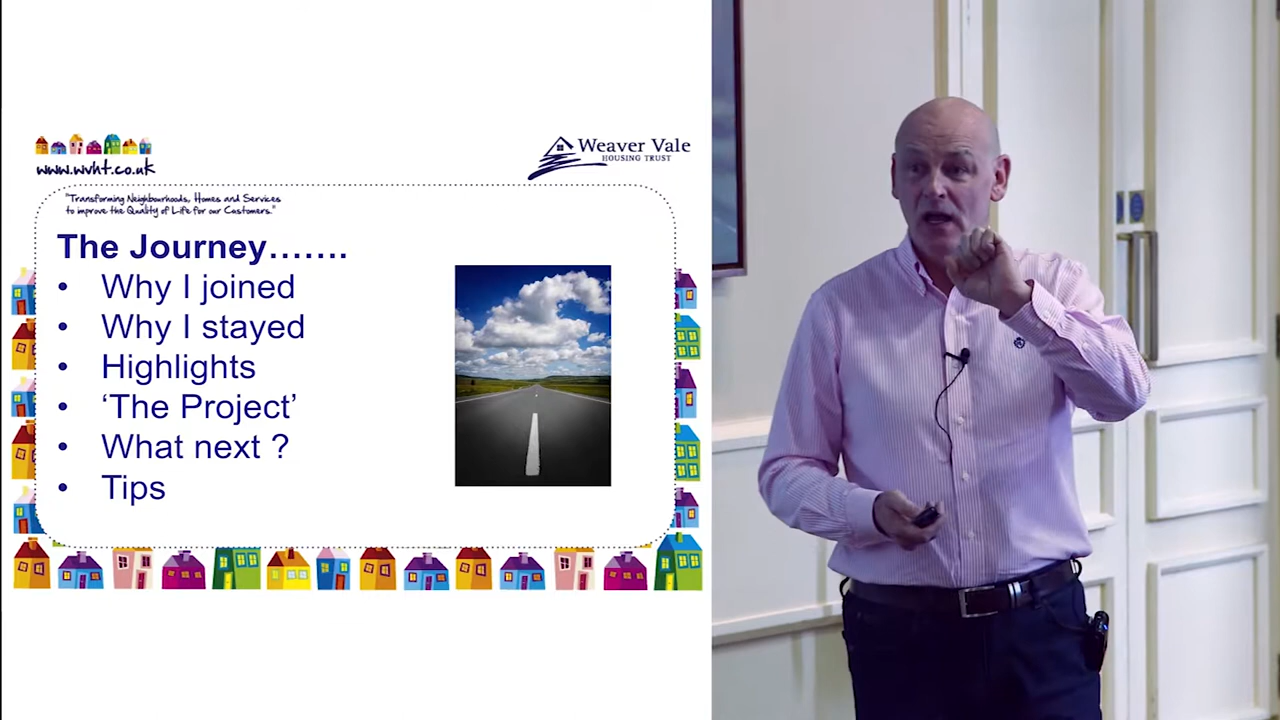 www.wvht.co.uk
Weaver Vale
HOUSING TRUST
"Transforming Neighbourhoods, Homes and Services
to improve the Quality of Life for our Customers."
The Journey…….
• Why I joined
• Why I stayed
• Highlights
• ‘The Project’
• What next ?
• Tips